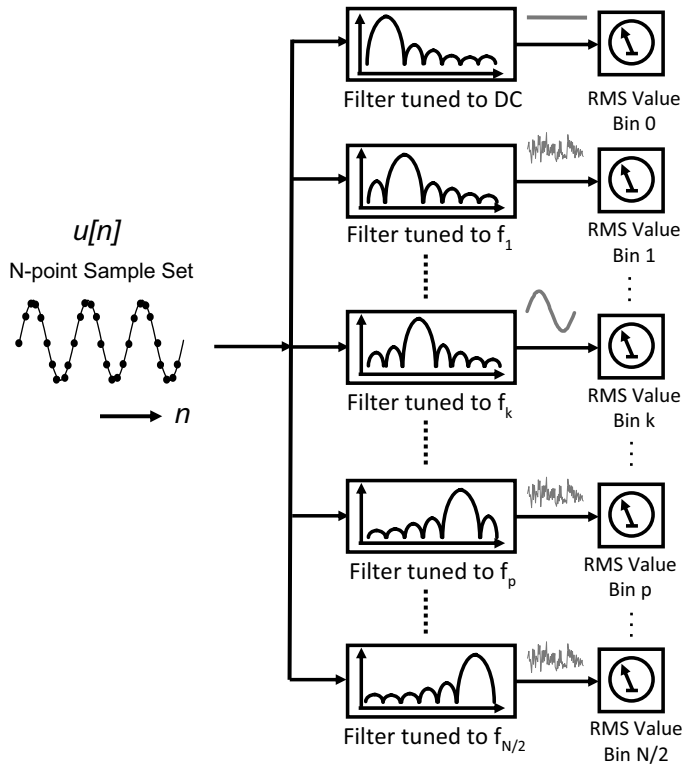 Filter tuned to DC
RMS Value
Bin 0
u[n]
N-point Sample Set
n
Filter tuned to f1
RMS Value
Bin 1
Filter tuned to fk
RMS Value
Bin k
Filter tuned to fp
RMS Value
Bin p
Filter tuned to fN/2
RMS Value
Bin N/2